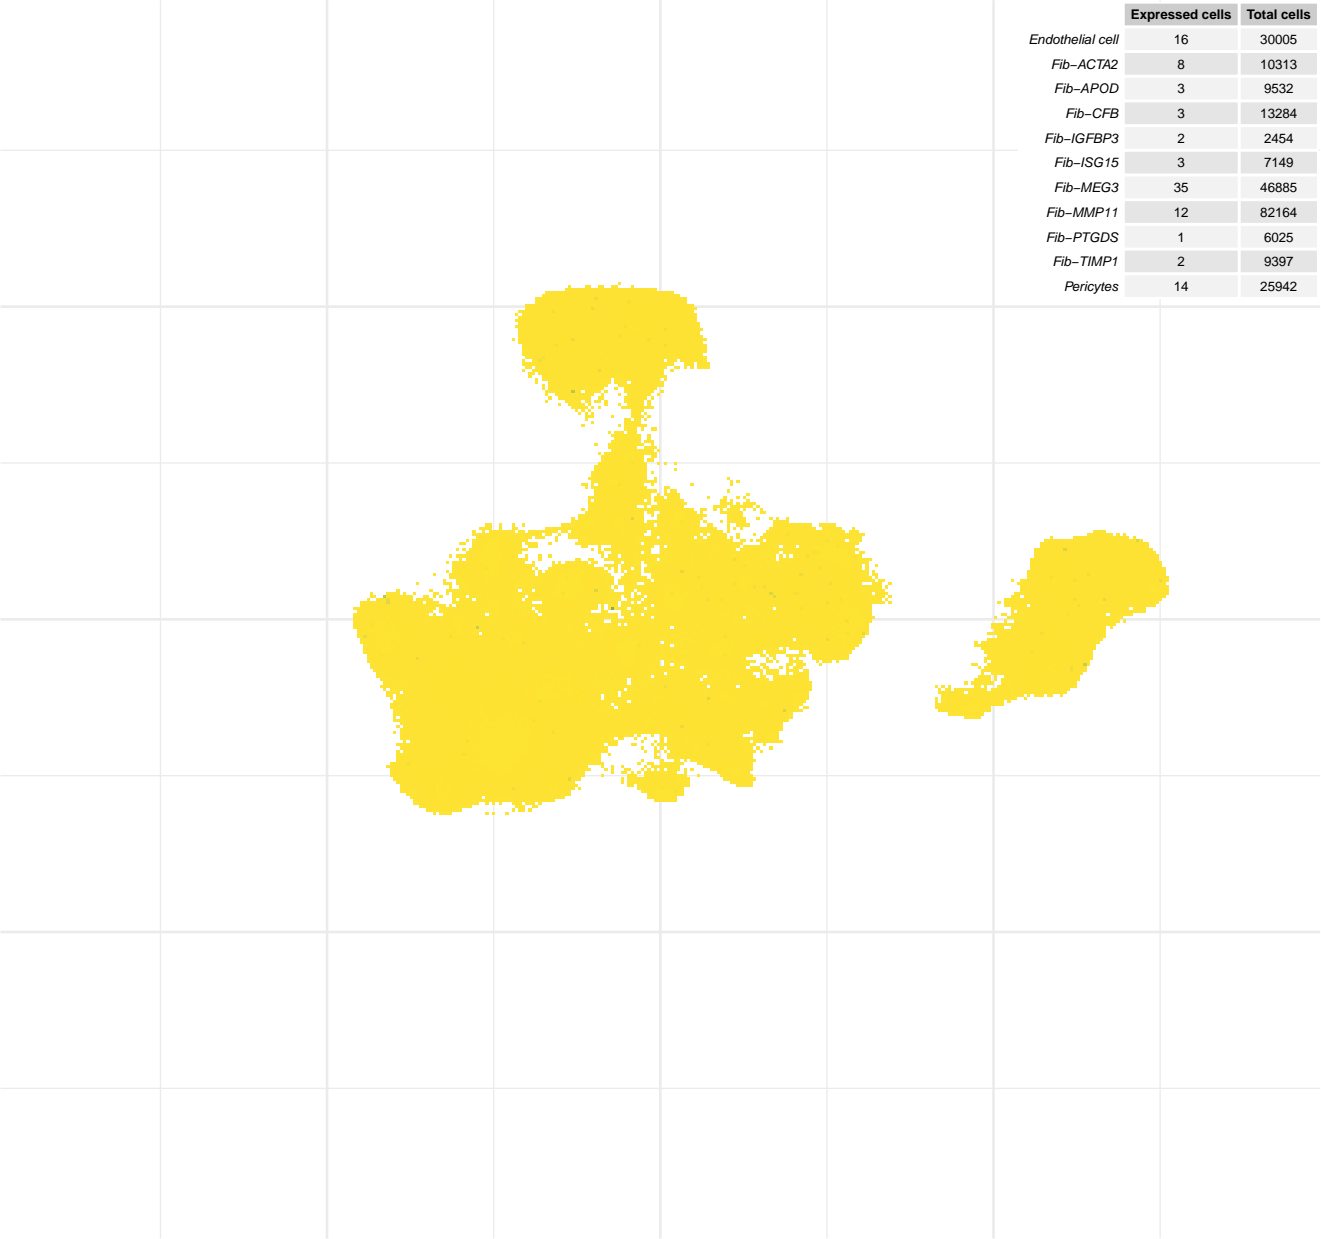 Expressed cells Total cells
Endothelial cell 16 30005
Fib−ACTA2 8 10313
Fib−APOD 3 9532
Fib−CFB 3 13284
Fib−IGFBP3 2 2454
Fib−ISG15 3 7149
Fib−MEG3 35 46885
Fib−MMP11 12 82164
Fib−PTGDS 1 6025
Fib−TIMP1 2 9397
Pericytes 14 25942